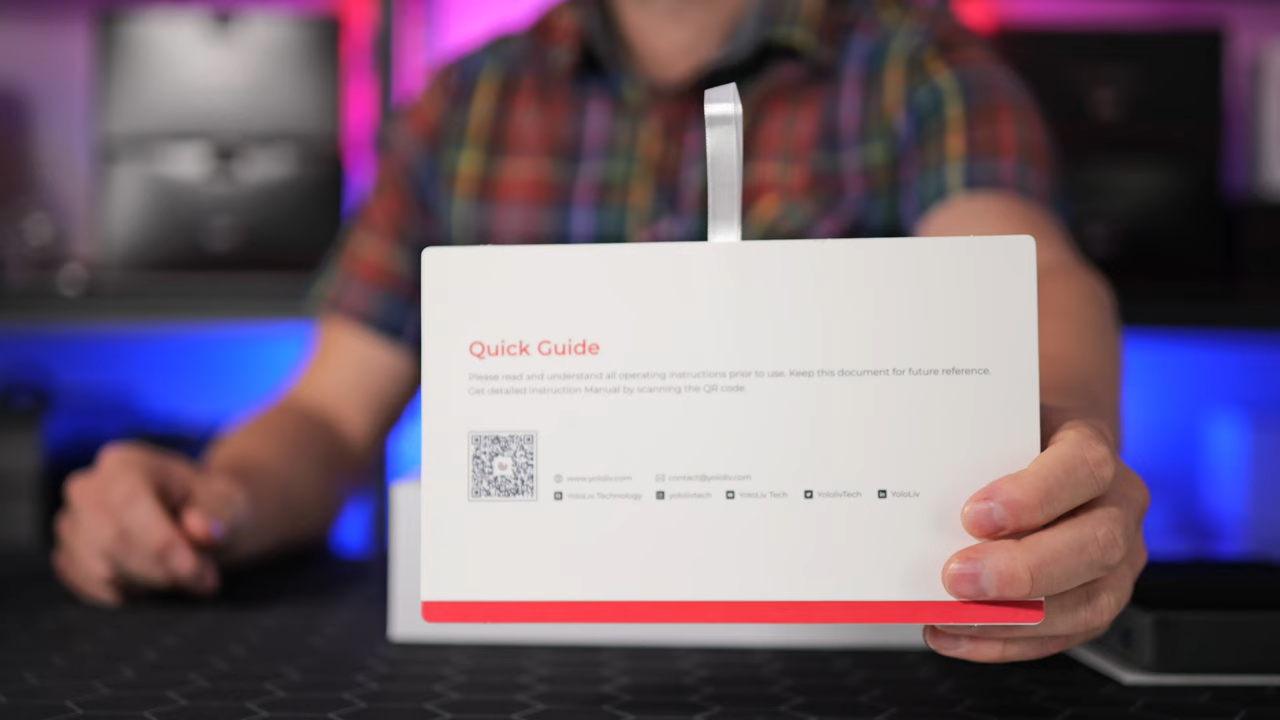 Quick Guide
Please read and understand all operating instructions prior to use. Keep this document for future reference.
Get detailed Instruction Manual by scanning the QR code.
www.yololiv.com contact@yololiv.com
YoloLiv Technology yololivtech YoloLiv Tech YololivTech YoloLiv